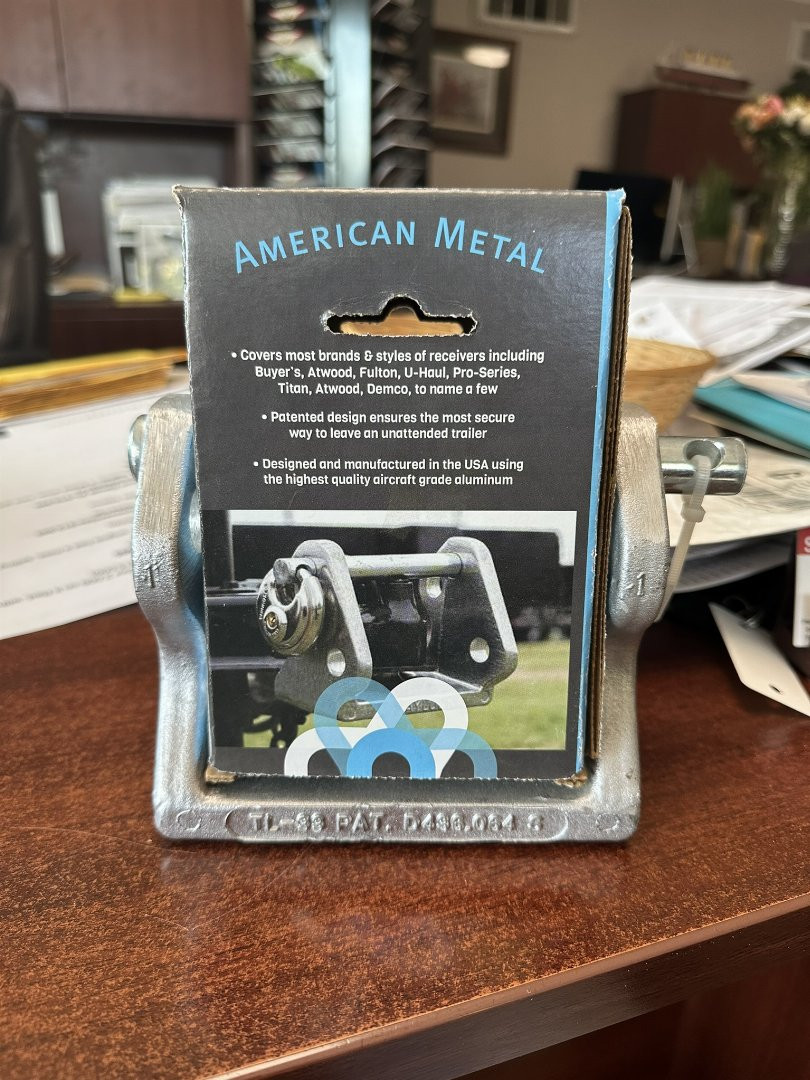 AMERICAN METAL
• Covers most brands & styles of receivers including
Buyer's, Atwood, Fulton, U-Haul, Pro-Series,
Titan, Atwood, Demco, to name a few
• Patented design ensures the most secure
way to leave an unattended trailer
• Designed and manufactured in the USA using
the highest quality aircraft grade aluminum
1
1
TL-33 PAT. D433.064 S